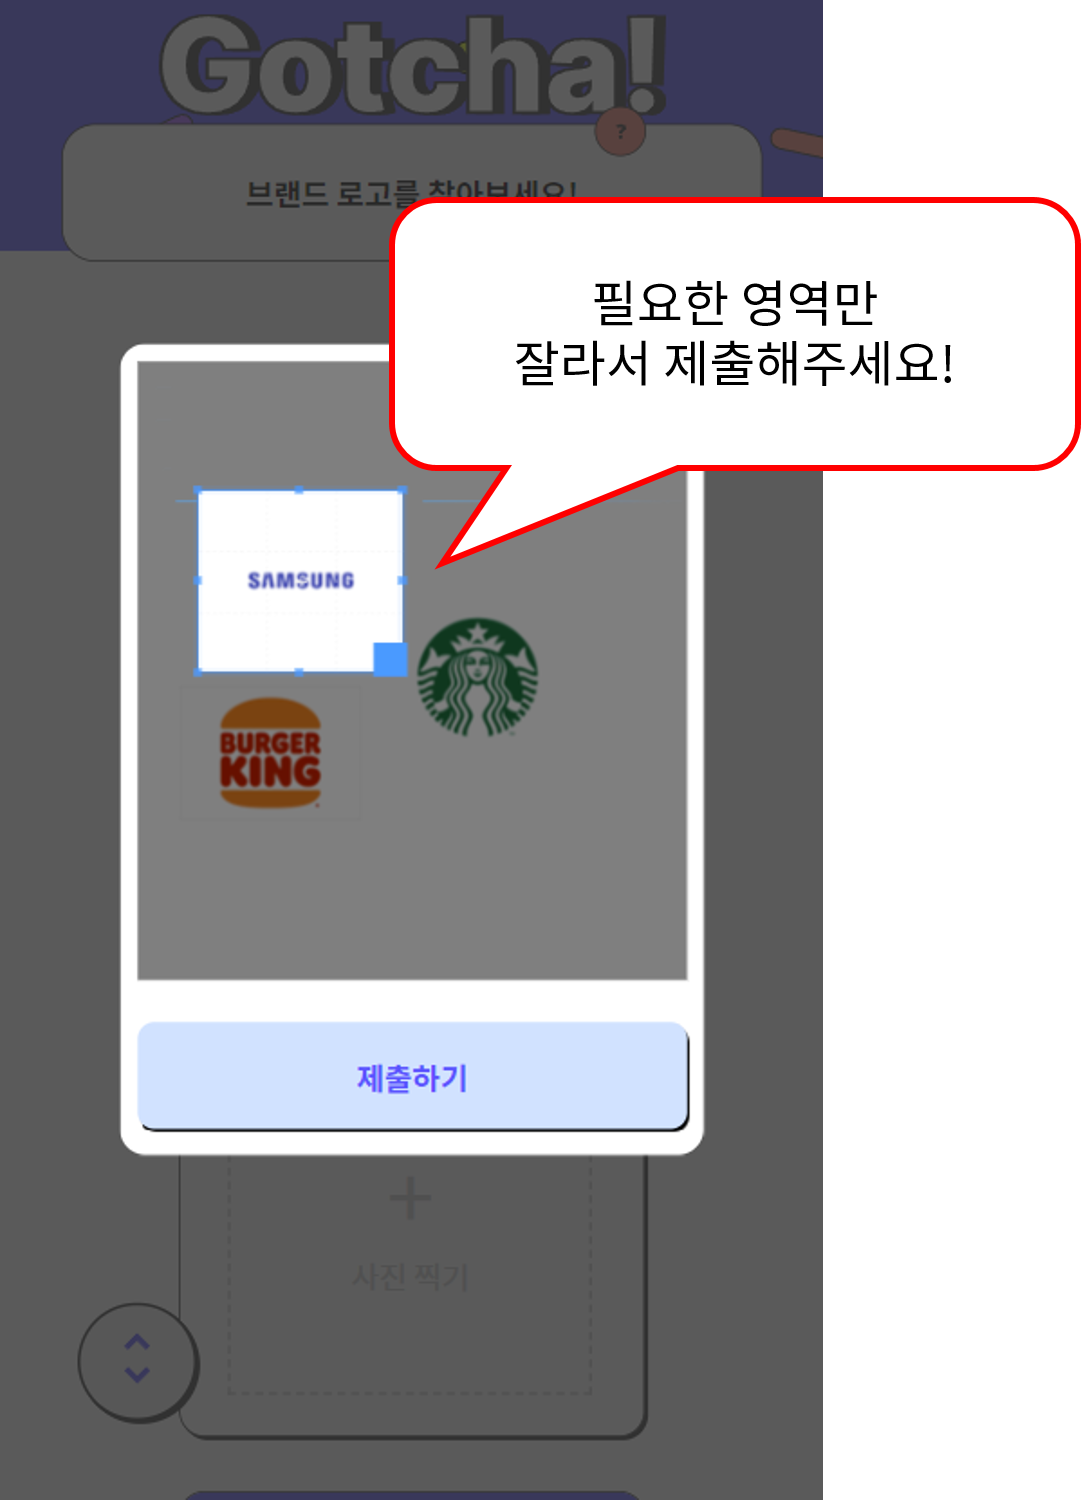 Gotcha!
?
브랜드 로고를 찾아보세요!
필요한 영역만
잘라서 제출해주세요!
SAMSUNG
BURGER
KING
제출하기
사진 찍기